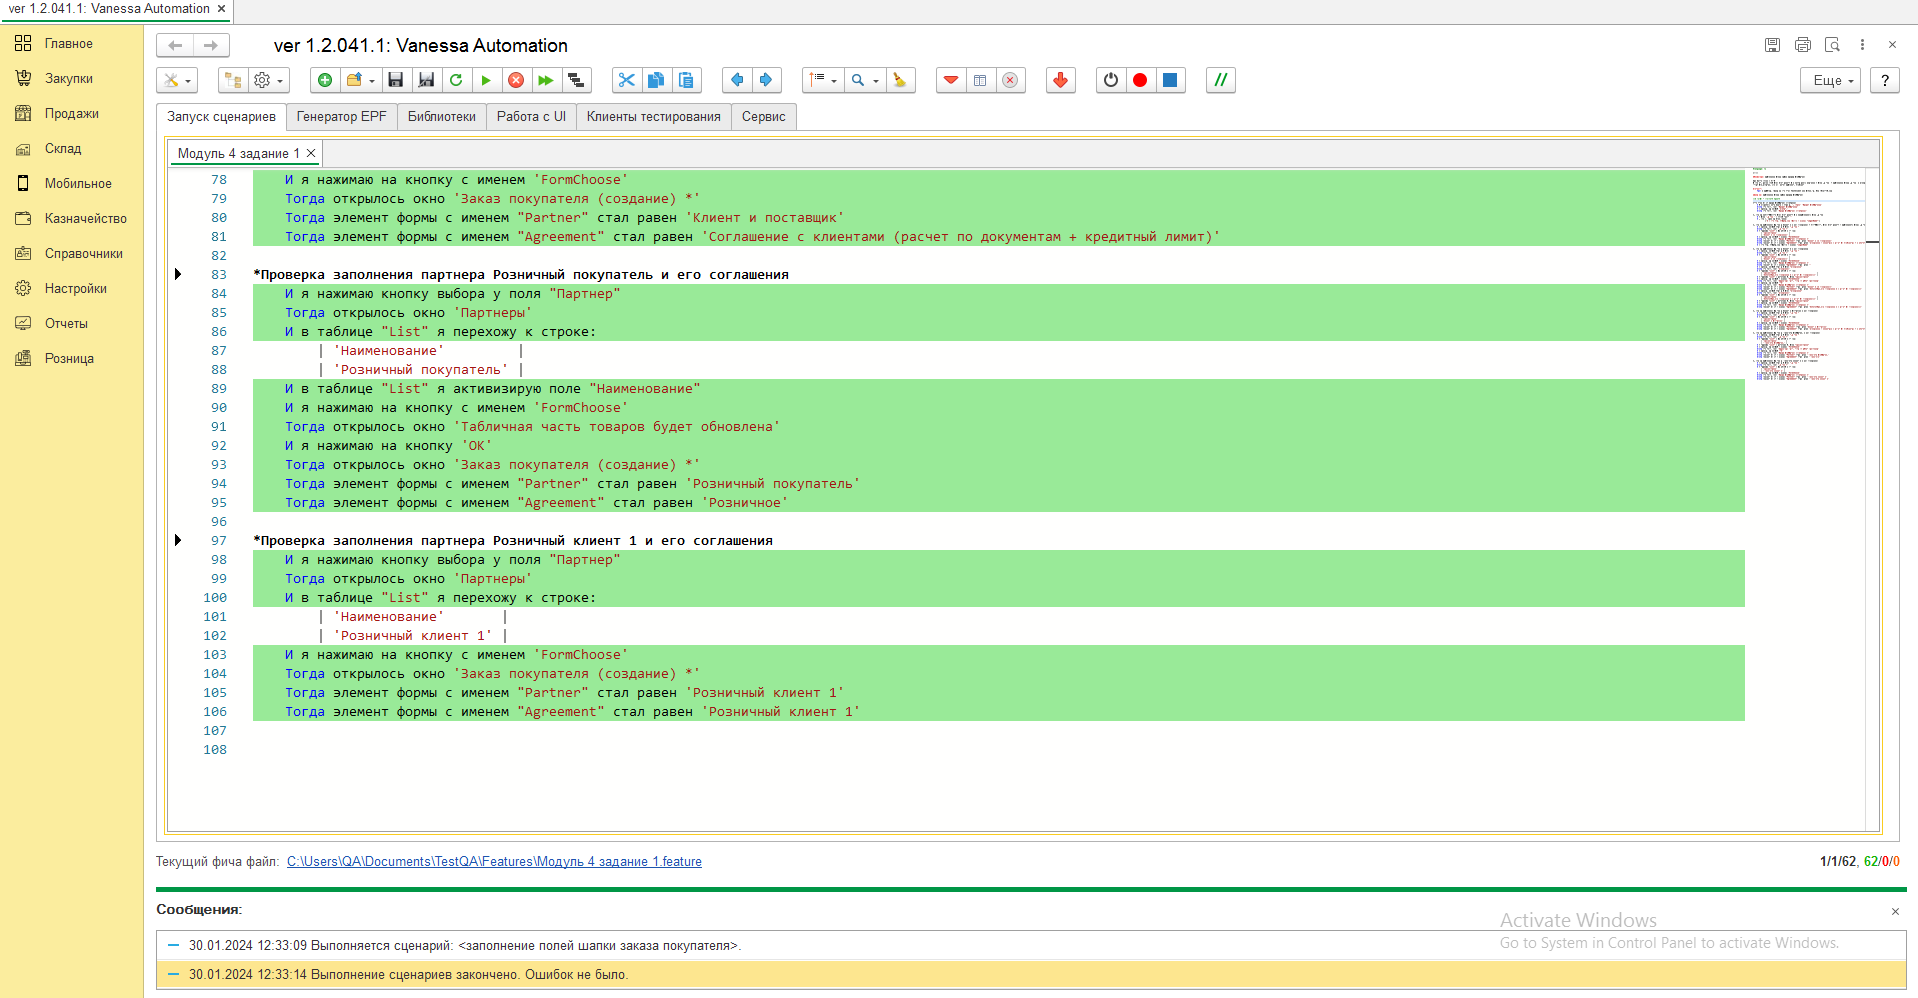 ver 1.2.041.1: Vanessa Automation ×
Главное
Закупки
Продажи
Склад
Мобильное
Казначейство
Справочники
Настройки
Отчеты
Розница
ver 1.2.041.1: Vanessa Automation
Еще
?
Запуск сценариев
Генератор EPF
Библиотеки
Работа с UI
Клиенты тестирования
Сервис
Модуль 4 задание 1 ×
78 И я нажимаю на кнопку с именем 'FormChoose'
79 Тогда открылось окно 'Заказ покупателя (создание) *'
80 Тогда элемент формы с именем "Partner" стал равен 'Клиент и поставщик'
81 Тогда элемент формы с именем "Agreement" стал равен 'Соглашение с клиентами (расчет по документам + кредитный лимит)'
82
83 *Проверка заполнения партнера Розничный покупатель и его соглашения
84 И я нажимаю кнопку выбора у поля "Партнер"
85 Тогда открылось окно 'Партнеры'
86 И в таблице "List" я перехожу к строке:
87 | 'Наименование' |
88 | 'Розничный покупатель' |
89 И в таблице "List" я активизирую поле "Наименование"
90 И я нажимаю на кнопку с именем 'FormChoose'
91 Тогда открылось окно 'Табличная часть товаров будет обновлена'
92 И я нажимаю на кнопку 'OK'
93 Тогда открылось окно 'Заказ покупателя (создание) *'
94 Тогда элемент формы с именем "Partner" стал равен 'Розничный покупатель'
95 Тогда элемент формы с именем "Agreement" стал равен 'Розничное'
96
97 *Проверка заполнения партнера Розничный клиент 1 и его соглашения
98 И я нажимаю кнопку выбора у поля "Партнер"
99 Тогда открылось окно 'Партнеры'
100 И в таблице "List" я перехожу к строке:
101 | 'Наименование' |
102 | 'Розничный клиент 1' |
103 И я нажимаю на кнопку с именем 'FormChoose'
104 Тогда открылось окно 'Заказ покупателя (создание) *'
105 Тогда элемент формы с именем "Partner" стал равен 'Розничный клиент 1'
106 Тогда элемент формы с именем "Agreement" стал равен 'Розничный клиент 1'
107
108
Текущий фича файл: C:\Users\QA\Documents\TestQA\Features\Модуль 4 задание 1.feature
1/1/62, 62/0/0
Сообщения:
30.01.2024 12:33:09 Выполняется сценарий: <заполнение полей шапки заказа покупателя>.
30.01.2024 12:33:14 Выполнение сценариев закончено. Ошибок не было.
Activate Windows
Go to System in Control Panel to activate Windows.